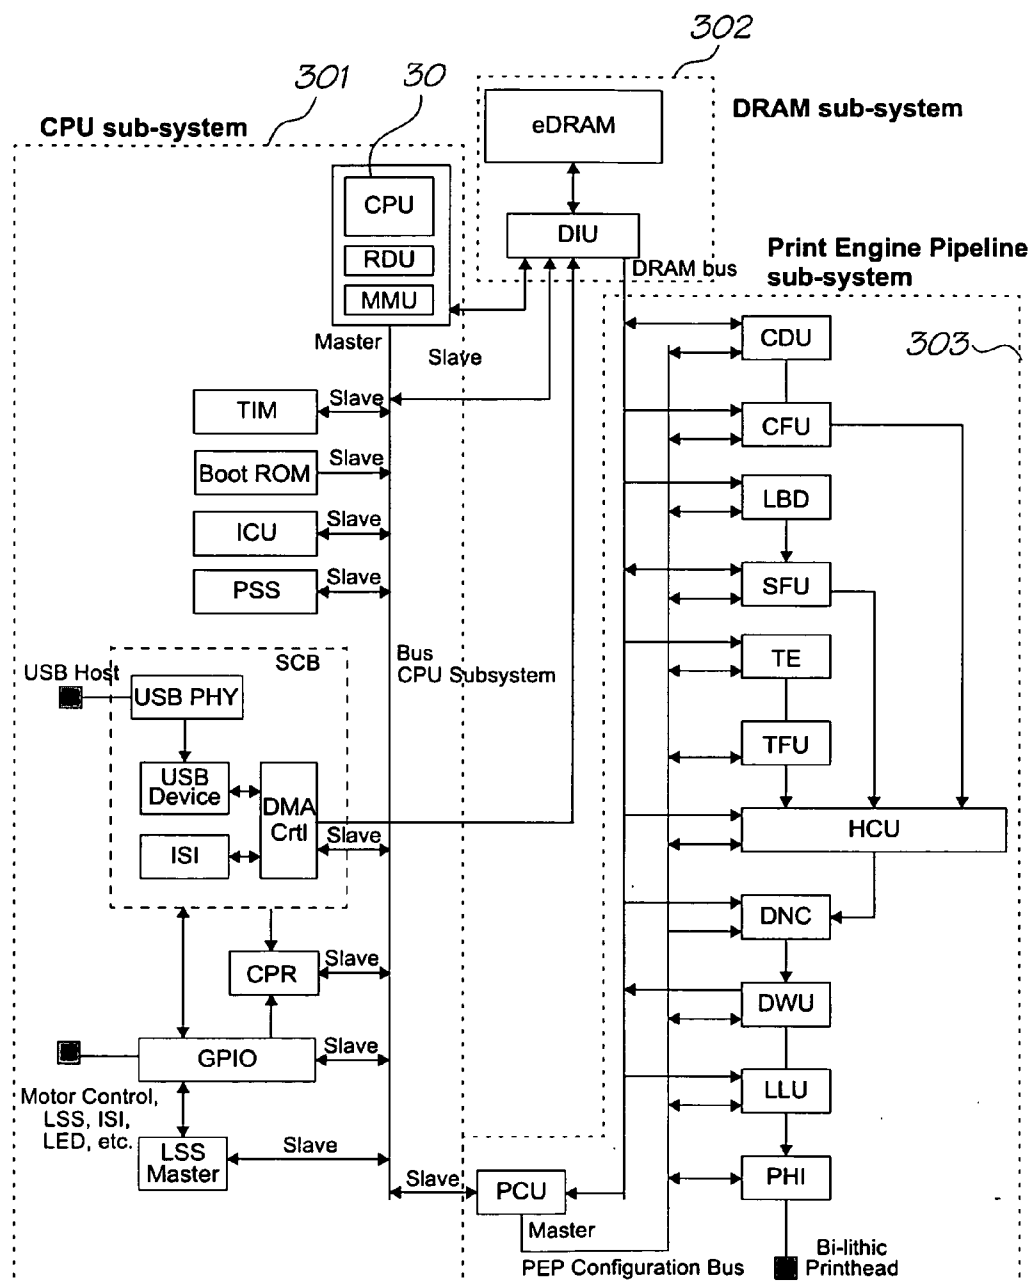 302
301
30
CPU sub-system
DRAM sub-system
eDRAM
CPU
DIU
RDU
MMU
DRAM bus
Print Engine Pipeline
sub-system
Master
Slave
303
CDU
TIM
Slave
CFU
Boot ROM
Slave
LBD
ICU
Slave
PSS
Slave
SFU
TE
Bus
CPU Subsystem
SCB
USB Host
USB PHY
TFU
USB
Device
DMA
Crtl
Slave
ISI
HCU
DNC
CPR
Slave
DWU
GPIO
Slave
Motor Control,
LSS, ISI,
LED, etc.
LLU
LSS
Master
Slave
Slave
PCU
PHI
Master
PEP Configuration Bus
Bi-lithic
Printhead